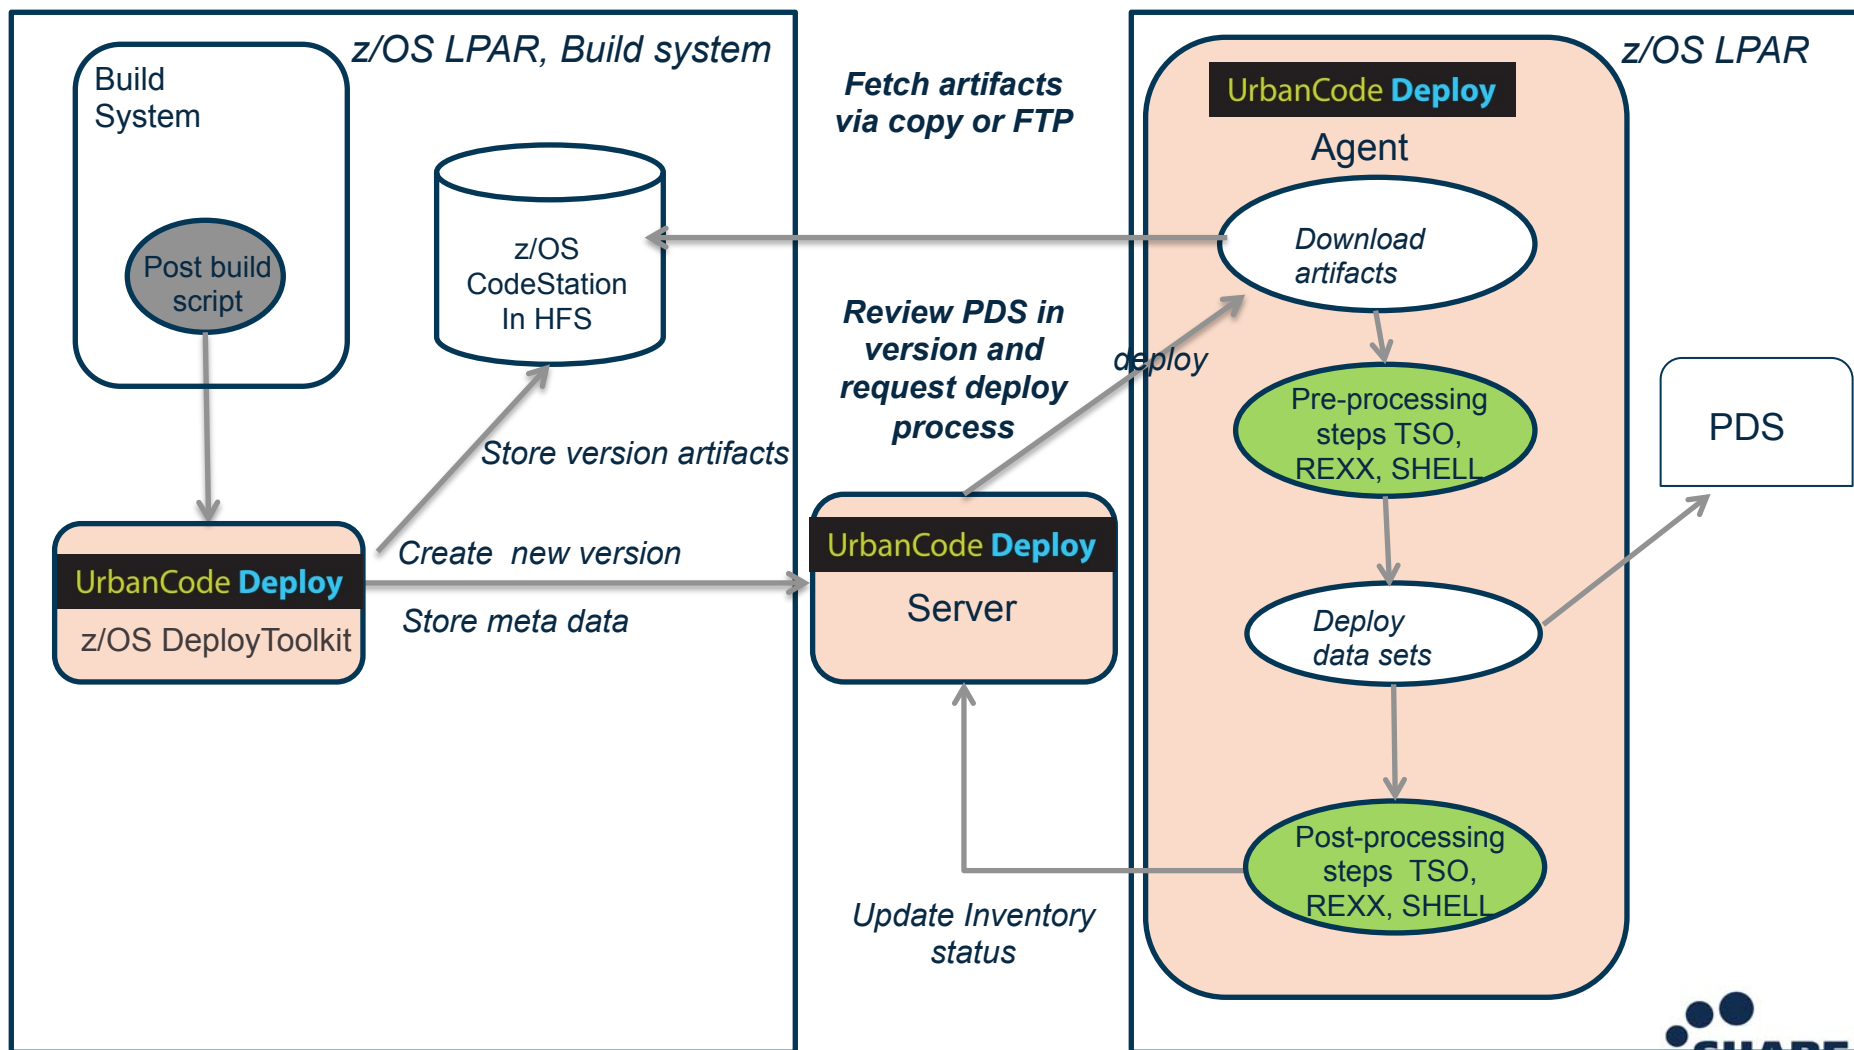 z/OS LPAR, Build system
Build
System
Post build
script
z/OS
CodeStation
In HFS
Store version artifacts
Create new version
Store meta data
UrbanCode Deploy
z/OS DeployToolkit
Fetch artifacts
via copy or FTP
Review PDS in
version and
request deploy
process
deploy
UrbanCode Deploy
Server
Update Inventory
status
z/OS LPAR
UrbanCode Deploy
Agent
Download
artifacts
Pre-processing
steps TSO,
REXX, SHELL
Deploy
data sets
Post-processing
steps TSO,
REXX, SHELL
PDS
SHARE